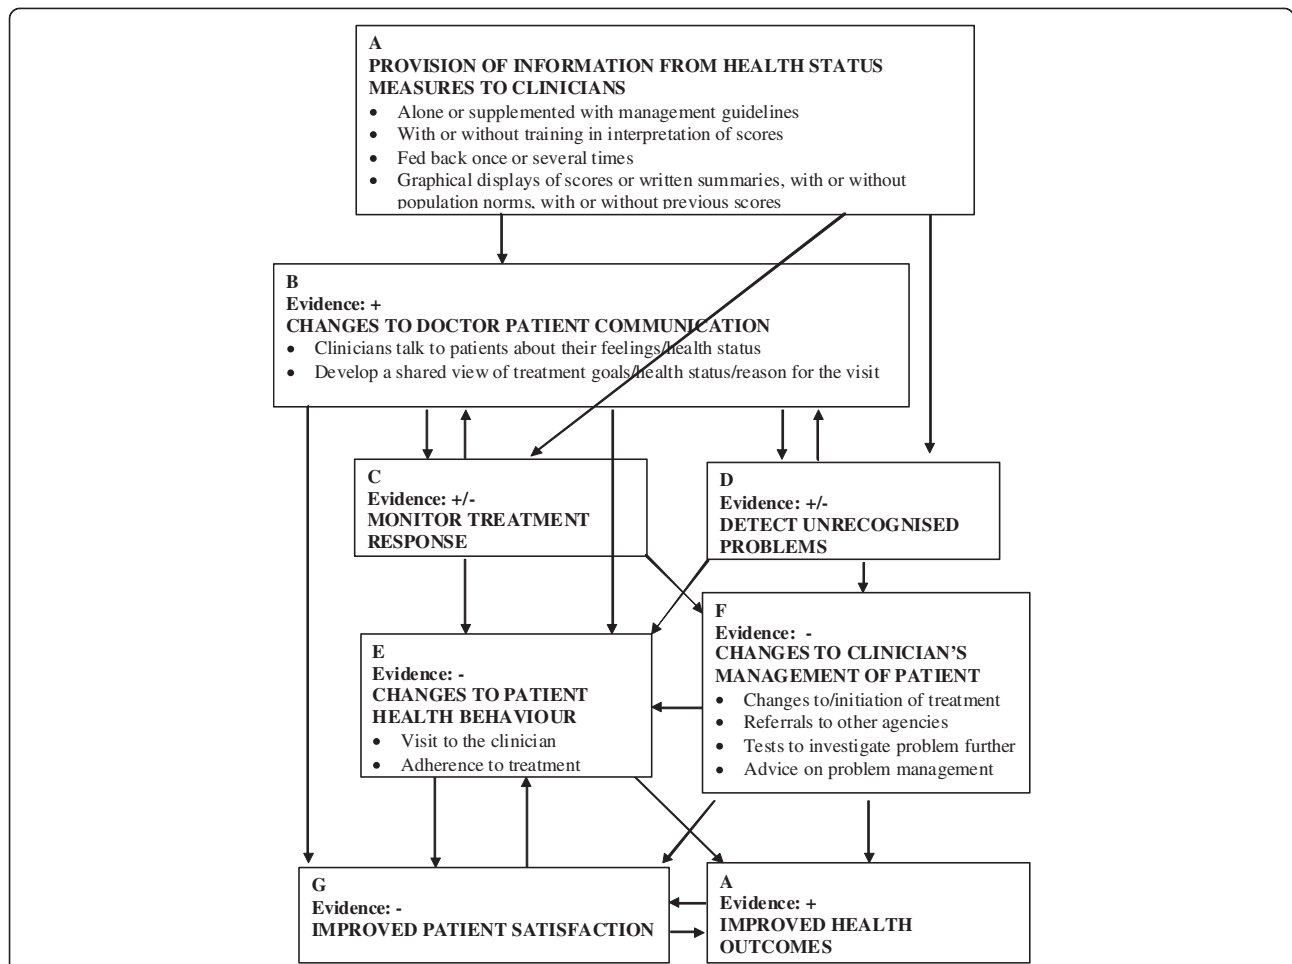 A
PROVISION OF INFORMATION FROM HEALTH STATUS
MEASURES TO CLINICIANS
• Alone or supplemented with management guidelines
• With or without training in interpretation of scores
• Fed back once or several times
• Graphical displays of scores or written summaries, with or without
population norms, with or without previous scores
B
Evidence: +
CHANGES TO DOCTOR PATIENT COMMUNICATION
• Clinicians talk to patients about their feelings/health status
• Develop a shared view of treatment goals/health status/reason for the visit
C
Evidence: +/-
MONITOR TREATMENT
RESPONSE
D
Evidence: +/-
DETECT UNRECOGNISED
PROBLEMS
E
Evidence: -
CHANGES TO PATIENT
HEALTH BEHAVIOUR
• Visit to the clinician
• Adherence to treatment
F
Evidence: -
CHANGES TO CLINICIAN'S
MANAGEMENT OF PATIENT
• Changes to/initiation of treatment
• Referrals to other agencies
• Tests to investigate problem further
• Advice on problem management
G
Evidence: -
IMPROVED PATIENT SATISFACTION
A
Evidence: +
IMPROVED HEALTH
OUTCOMES